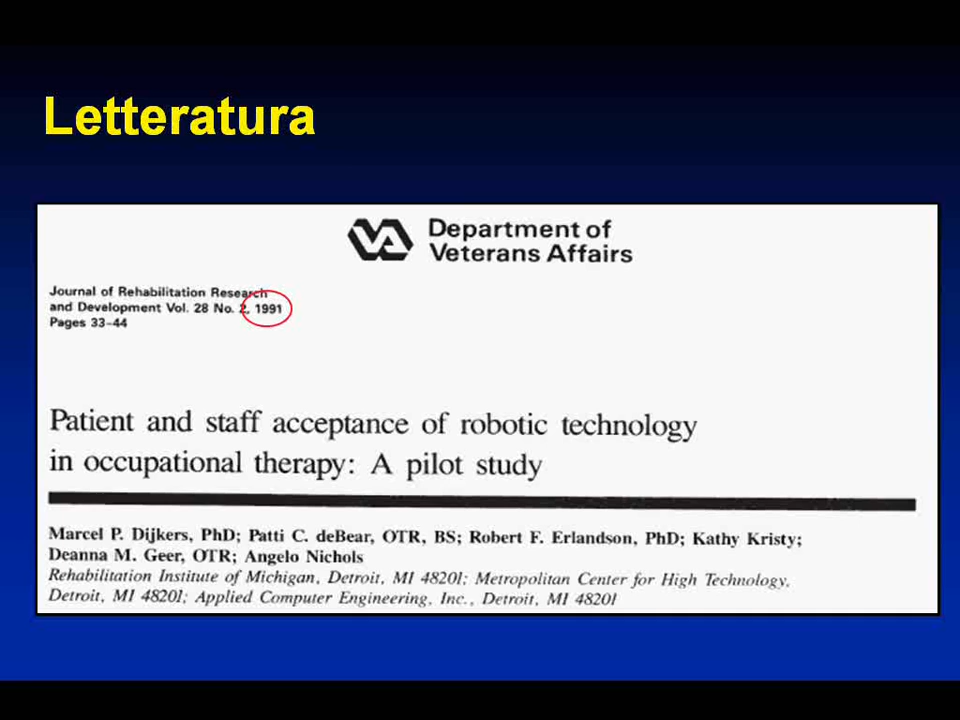 Letteratura
VA Department of
Veterans Affairs
Journal of Rehabilitation Research
and Development Vol. 28 No. 2, 1991
Pages 33–44
Patient and staff acceptance of robotic technology
in occupational therapy: A pilot study
Marcel P. Dijkers, PhD; Patti C. deBear, OTR, BS; Robert F. Erlandson, PhD; Kathy Kristy;
Deanna M. Geer, OTR; Angelo Nichols
Rehabilitation Institute of Michigan, Detroit, MI 48201; Metropolitan Center for High Technology,
Detroit, MI 48201; Applied Computer Engineering, Inc., Detroit, MI 48201